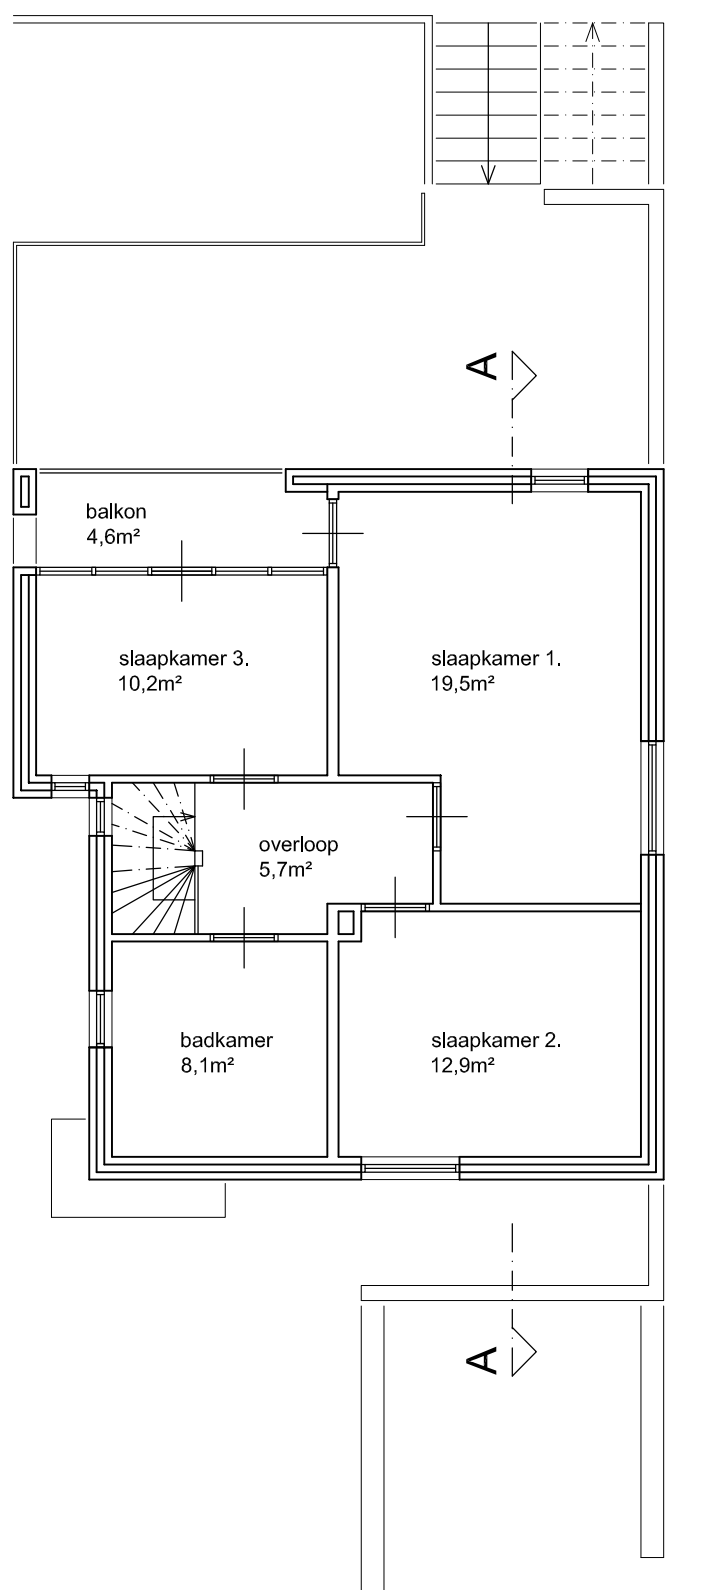 A
balkon
4,6m²
slaapkamer 3.
10,2m²
slaapkamer 1.
19,5m²
overloop
5,7m²
badkamer
8,1m²
slaapkamer 2.
12,9m²
A